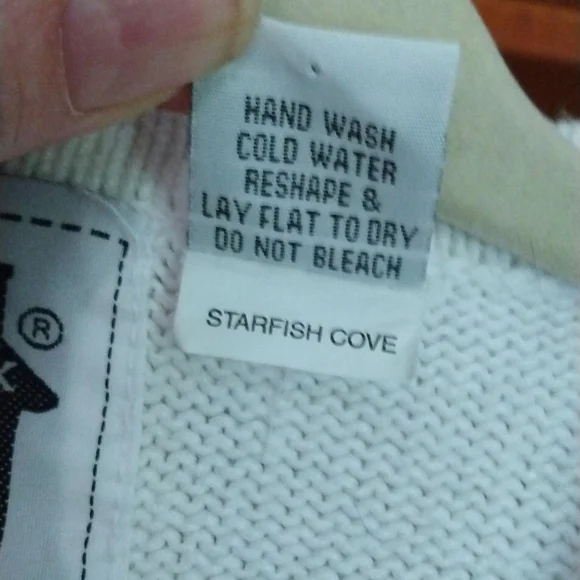 HAND WASH
COLD WATER
RESHAPE &
LAY FLAT TO DRY
DO NOT BLEACH
STARFISH COVE
®
K